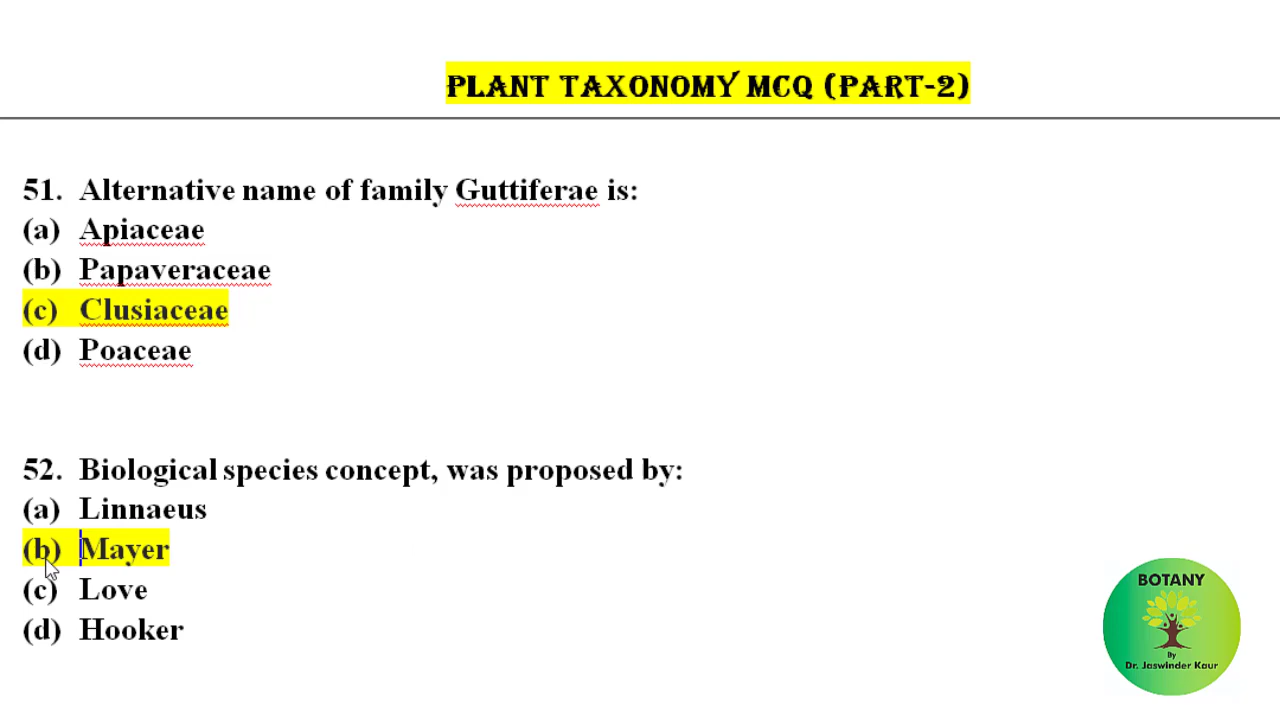 PLANT TAXONOMY MCQ (PART-2)
51. Alternative name of family Guttiferae is:
(a) Apiaceae
(b) Papaveraceae
(c) Clusiaceae
(d) Poaceae
52. Biological species concept, was proposed by:
(a) Linnaeus
(b) Mayer
(c) Love
(d) Hooker
BOTANY
By
Dr. Jaswinder Kaur